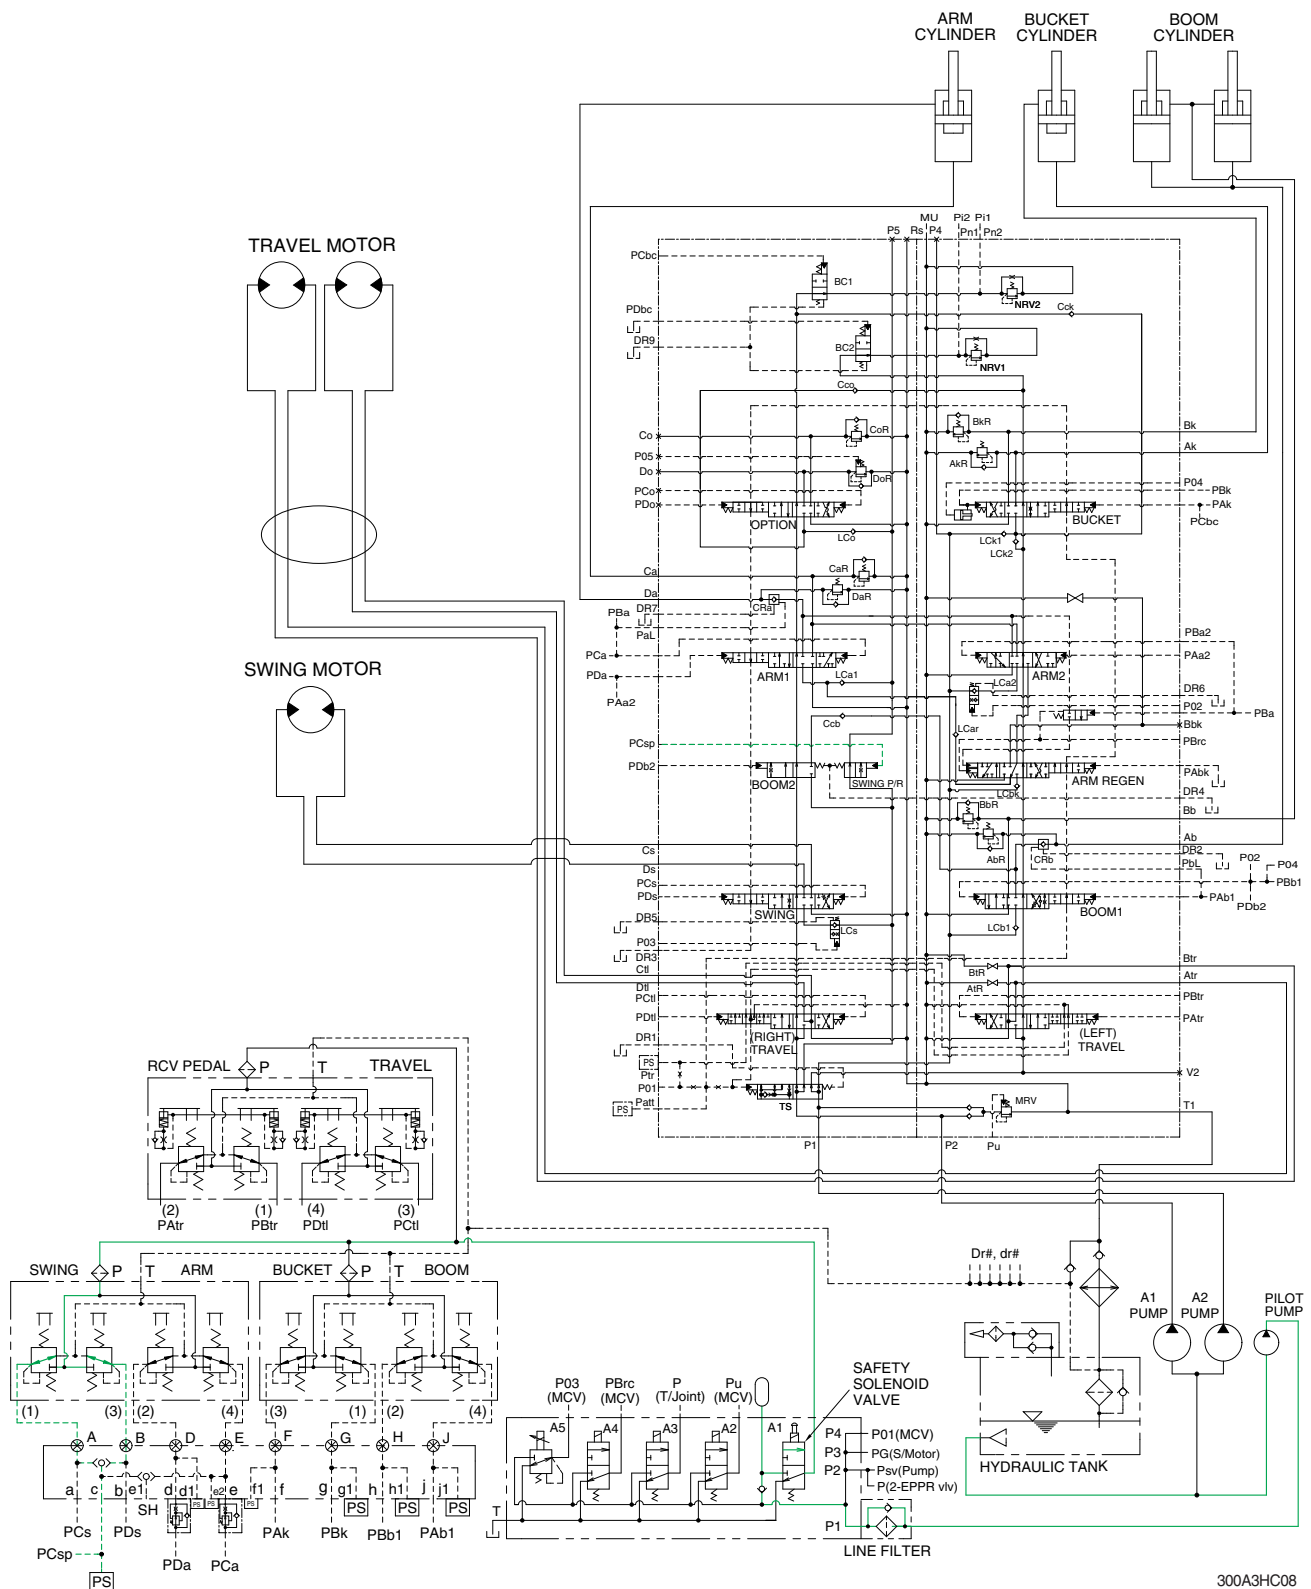 ARM
CYLINDER
BUCKET
CYLINDER
BOOM
CYLINDER
TRAVEL MOTOR
SWING MOTOR
P5
Rs
MU
P4
Pi2
Pi1
Pn1
Pn2
PCbc
BC1
NRV2
Cck
PDbc
DR9
BC2
NRV1
Cco
Co
CoR
BkR
Bk
P05
Do
DoR
AkR
Ak
PCo
PDo
OPTION
LCo
P04
PBk
PAk
BUCKET
PCbc
LCk1
LCk2
Ca
CaR
Da
DaR
CRa
DR7
PBa
PaL
PCa
PDa
PAa2
ARM1
LCa1
PBa2
PAa2
ARM2
LCa2
DR6
P02
PBa
Bbk
Ccb
LCar
PCsp
PBrc
PDb2
BOOM2
SWING P/R
ARM REGEN
PAbk
LCbk
DR4
BbR
Bb
Cs
AbR
CRb
Ab
DR2
PbL
P02
P04
Ds
PCs
PDs
SWING
BOOM1
PAb1
PBb1
PDb2
DR5
LCs
LCb1
P03
DR3
Ctl
BtR
Btr
AtR
Atr
Dtl
PCtl
PDtl
(RIGHT)
TRAVEL
(LEFT)
TRAVEL
PBtr
PAtr
DR1
PS
Ptr
P01
Patt
PS
TS
V2
MRV
T1
P1
P2
Pu
RCV PEDAL
P
T
TRAVEL
(2)
(1)
(4)
(3)
PAtr
PBtr
PDtl
PCtl
SWING
P
T
ARM
BUCKET
P
T
BOOM
(1)
(3)
(2)
(4)
(3)
(1)
(2)
(4)
A
B
D
E
F
G
H
J
a
c
b
e1
d
d1
e2
e
f1
f
g
g1
h
h1
j
j1
SH
PS
PS
PS
PS
PS
PS
PCs
PDs
PAk
PBk
PBb1
PAb1
PCsp
PDa
PCa
PS
P03
(MCV)
PBrc
(MCV)
P
(T/Joint)
Pu
(MCV)
SAFETY
SOLENOID
VALVE
A5
A4
A3
A2
A1
T
P4
P01(MCV)
P3
PG(S/Motor)
P2
Psv(Pump)
P(2-EPPR vlv)
P1
LINE FILTER
Dr#, dr#
A1
PUMP
A2
PUMP
PILOT
PUMP
HYDRAULIC TANK
300A3HC08